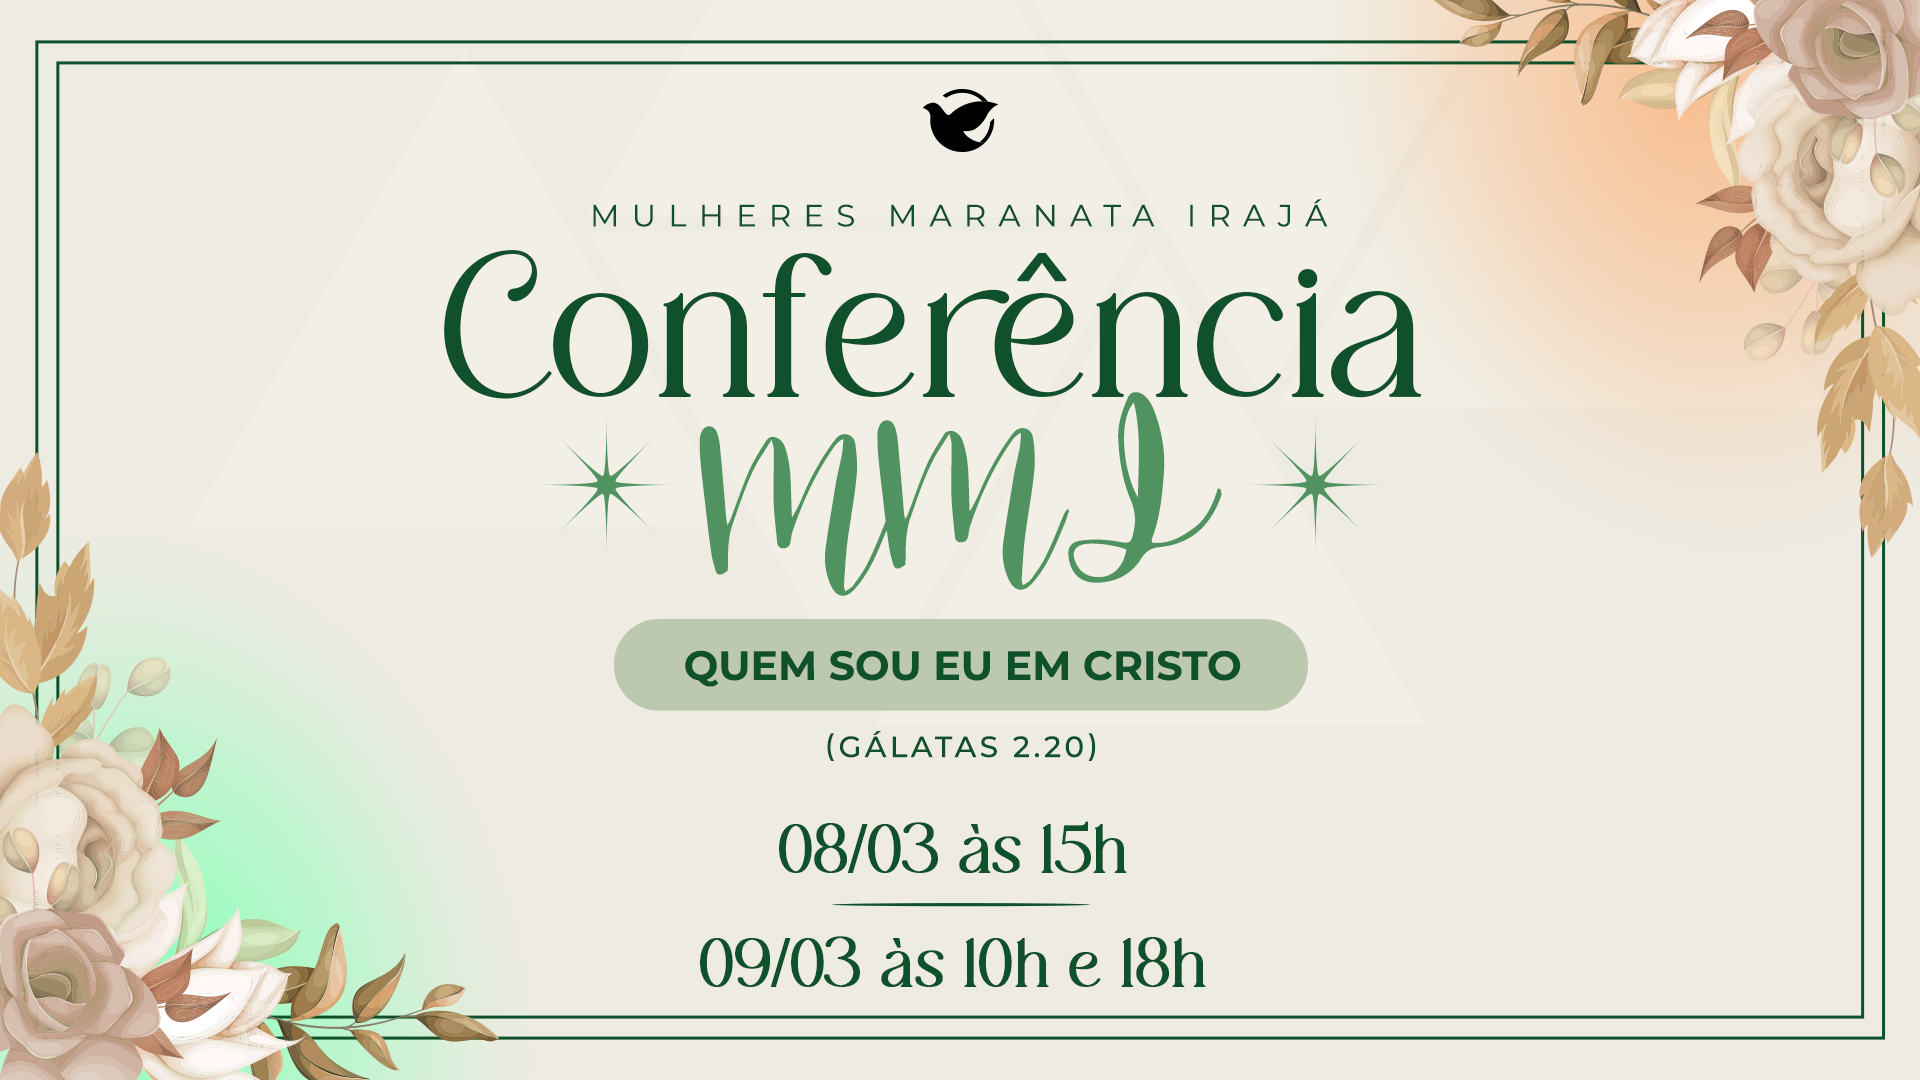 MULHERES MARANATA IRAJÁ
Conferência
MMI
QUEM SOU EU EM CRISTO
(GÁLATAS 2.20)
08/03 às 15h
09/03 às 10h e 18h